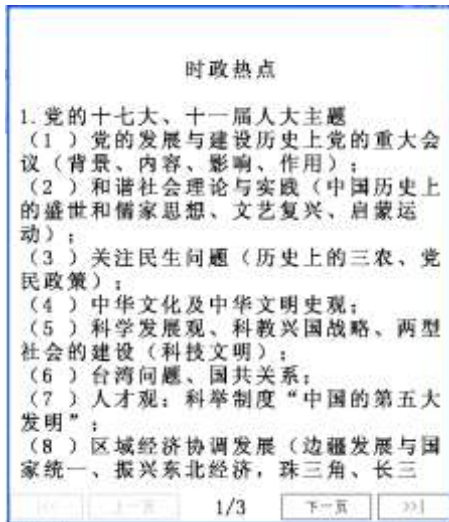 时政热点
1.党的十七大、十一届人大主题
（1 ）党的发展与建设历史上党的重大会
议（背景、内容、影响、作用）；
（2 ）和谐社会理论与实践（中国历史上
的盛世和儒家思想、文艺复兴、启蒙运
动）；
（3 ）关注民生问题（历史上的三农、党
民政策）；
（4 ）中华文化及中华文明史观；
（5 ）科学发展观、科教兴国战略、两型
社会的建设（科技文明）；
（6 ）台湾问题、国共关系；
（7 ）人才观：科举制度“中国的第五大
发明”；
（8 ）区域经济协调发展（边疆发展与国
家统一、振兴东北经济，珠三角、长三
|<< 上一页 1/3 下一页 >>|